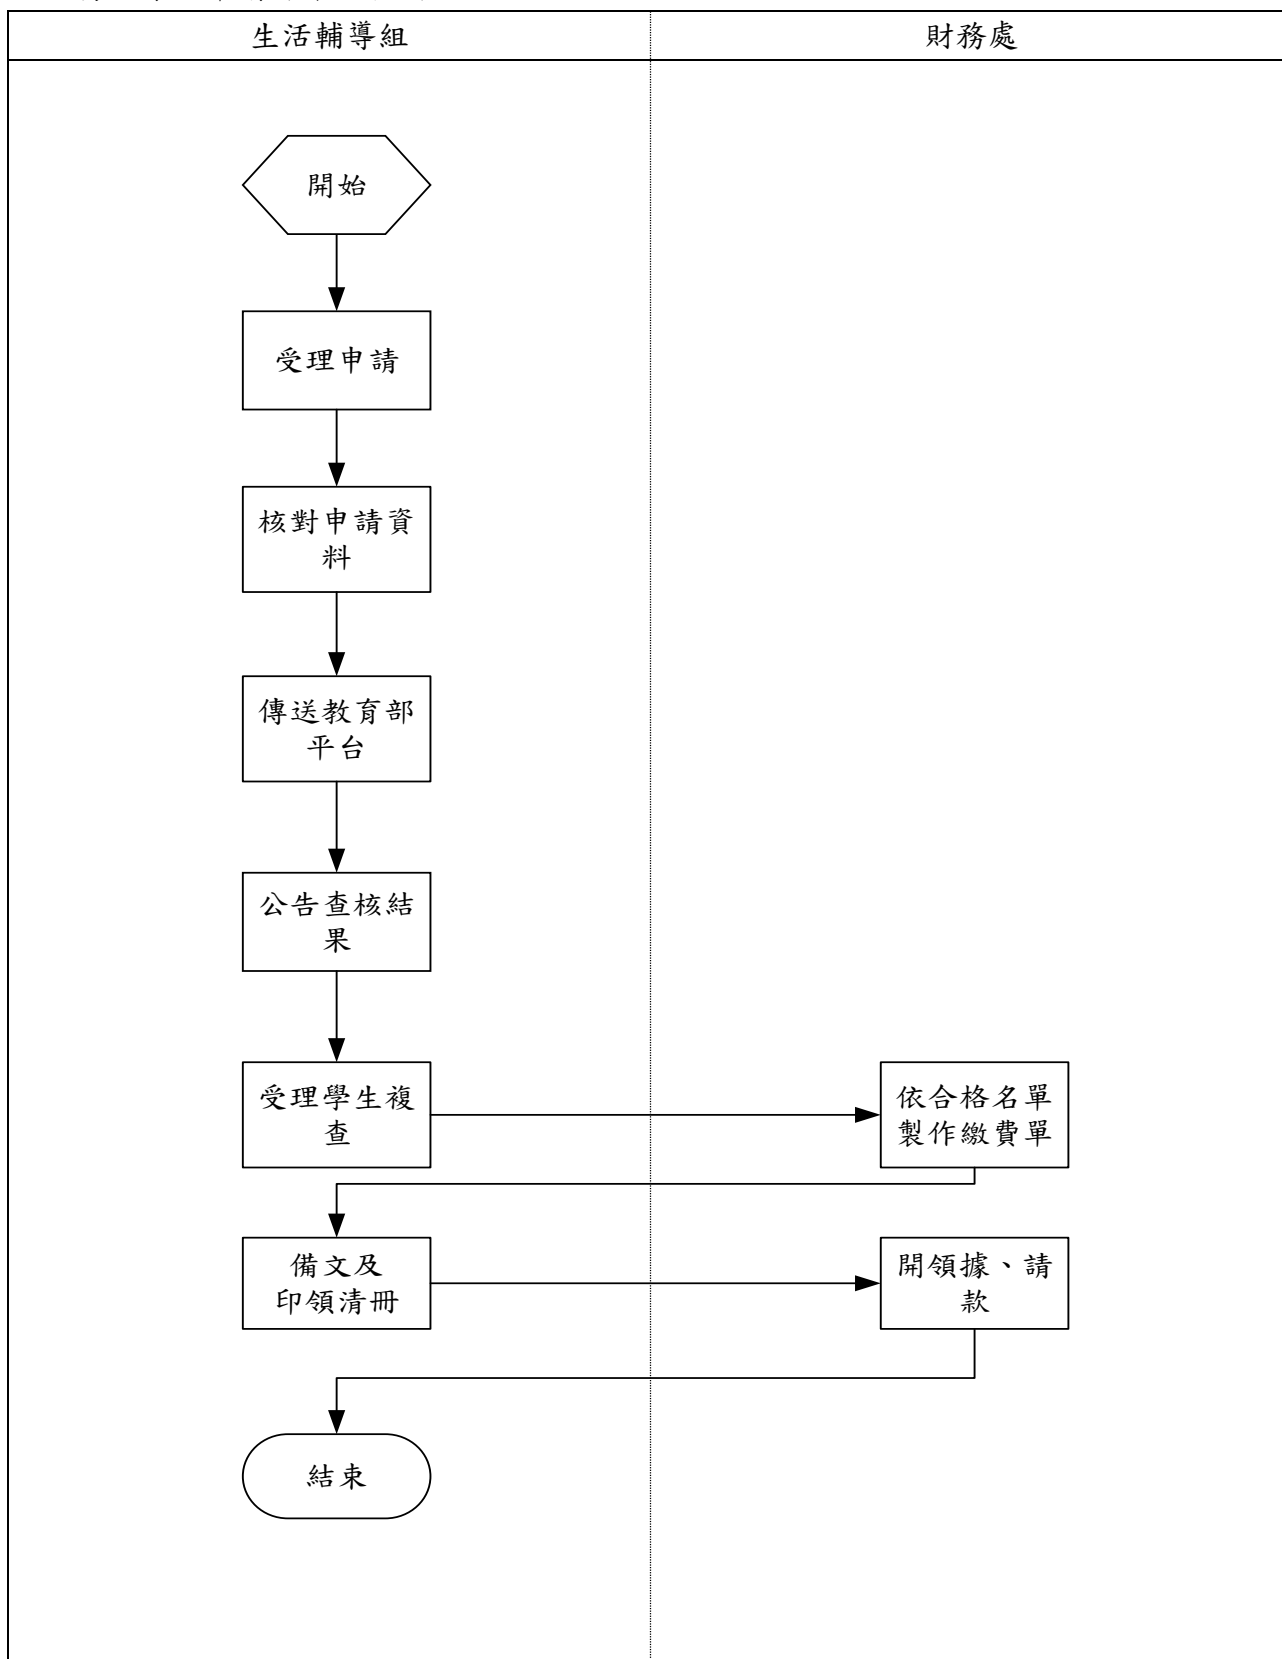 生活輔導組
財務處
開始
受理申請
核對申請資
料
傳送教育部
平台
公告查核結
果
受理學生複
查
依合格名單
製作繳費單
備文及
印領清冊
開領據、請
款
結束